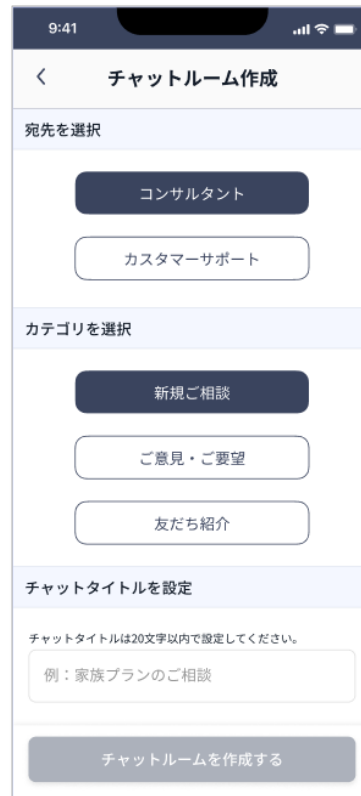 9:41
チャットルーム作成
宛先を選択
コンサルタント
カスタマーサポート
カテゴリを選択
新規ご相談
ご意見・ご要望
友だち紹介
チャットタイトルを設定
チャットタイトルは20文字以内で設定してください。
例：家族プランのご相談
チャットルームを作成する